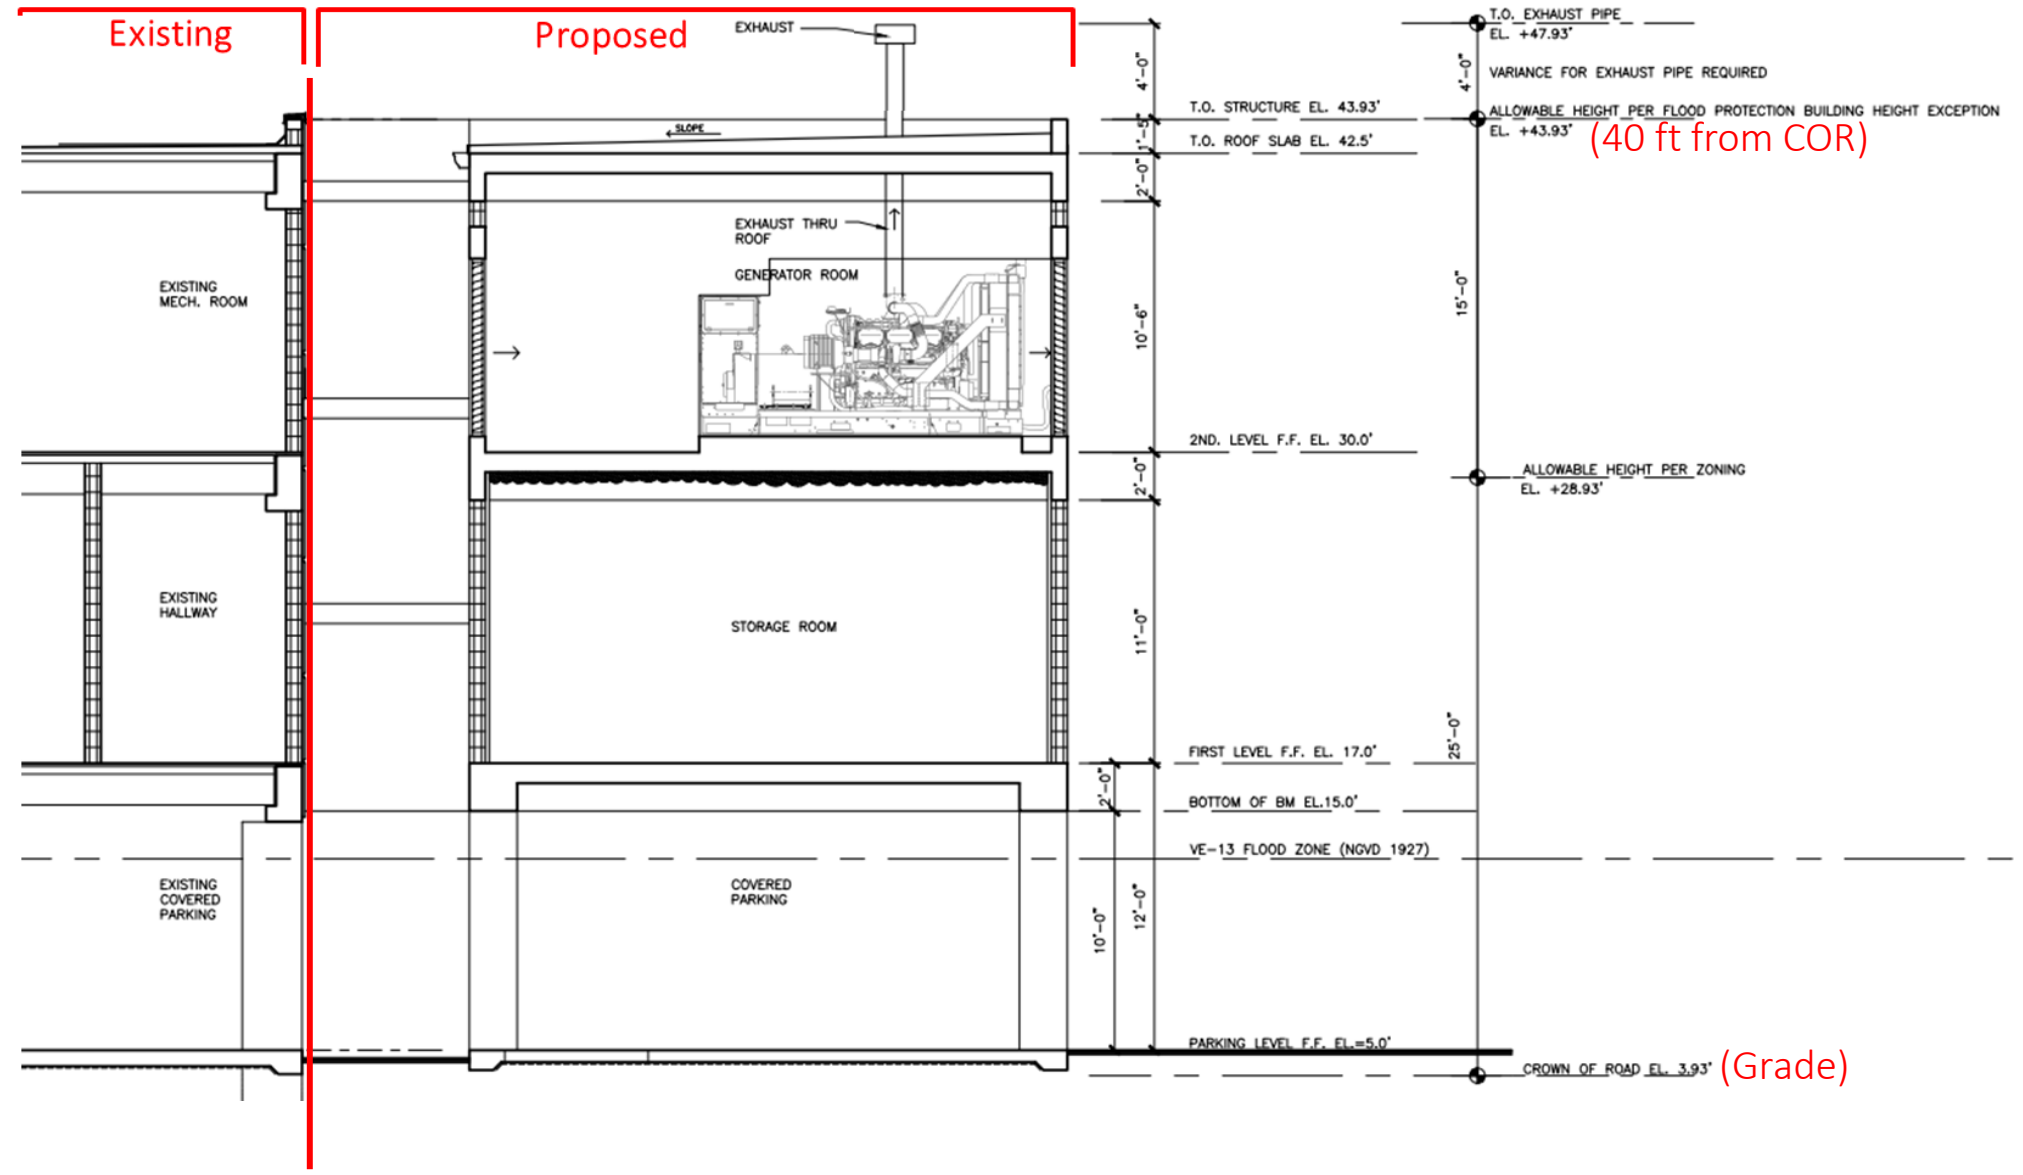 Existing
Proposed
EXHAUST
T.O. EXHAUST PIPE
EL. +47.93'
4'-0"
4'-0"
VARIANCE FOR EXHAUST PIPE REQUIRED
T.O. STRUCTURE EL. 43.93'
ALLOWABLE HEIGHT PER FLOOD PROTECTION BUILDING HEIGHT EXCEPTION
EL. +43.93'
(40 ft from COR)
SLOPE
1'-5"
T.O. ROOF SLAB EL. 42.5'
2'-0"
EXHAUST THRU
ROOF
GENERATOR ROOM
EXISTING
MECH. ROOM
10'-6"
15'-0"
2ND. LEVEL F.F. EL. 30.0'
2'-0"
ALLOWABLE HEIGHT PER ZONING
EL. +28.93'
EXISTING
HALLWAY
STORAGE ROOM
11'-0"
25'-0"
FIRST LEVEL F.F. EL. 17.0'
2'-0"
BOTTOM OF BM EL.15.0'
VE-13 FLOOD ZONE (NGVD 1927)
EXISTING
COVERED
PARKING
COVERED
PARKING
10'-0"
12'-0"
PARKING LEVEL F.F. EL.=5.0'
CROWN OF ROAD EL. 3.93'
(Grade)